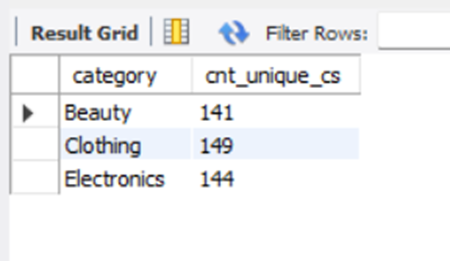 Result Grid Filter Rows:
category cnt_unique_cs
Beauty 141
Clothing 149
Electronics 144